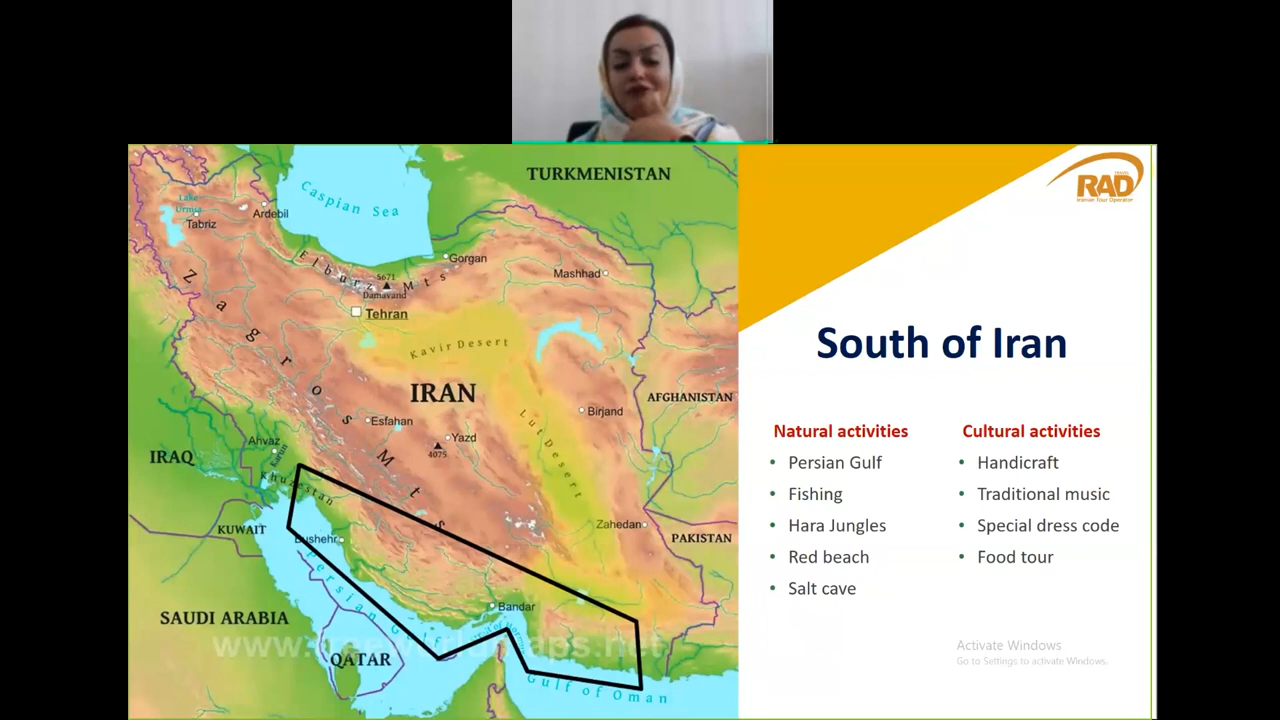 TURKMENISTAN
Caspian Sea
Lake
Urmia
Ardebil
Tabriz
Elburz Mts
5671
Damavand
Gorgan
Mashhad
Tehran
Zagros Mts
Kavir Desert
IRAN
AFGHANISTAN
Birjand
Esfahan
Yazd
4075
Lut Desert
Ahvaz
Karun
IRAQ
Khuzestan
KUWAIT
Bushehr
Zahedan
PAKISTAN
Persian
Bandar
SAUDI ARABIA
QATAR
Gulf of Oman
RAD
Iranian Tour Operator
South of Iran
Natural activities
• Persian Gulf
• Fishing
• Hara Jungles
• Red beach
• Salt cave
Cultural activities
• Handicraft
• Traditional music
• Special dress code
• Food tour
Activate Windows
Go to Settings to activate Windows.